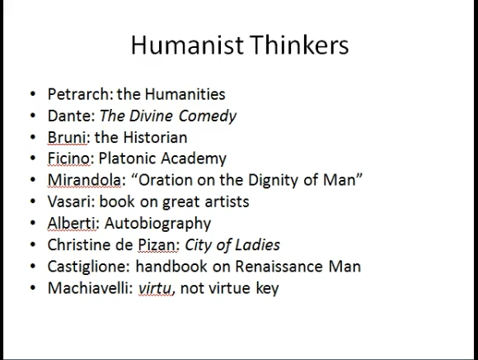 Humanist Thinkers
• Petrarch: the Humanities
• Dante: The Divine Comedy
• Bruni: the Historian
• Ficino: Platonic Academy
• Mirandola: “Oration on the Dignity of Man”
• Vasari: book on great artists
• Alberti: Autobiography
• Christine de Pizan: City of Ladies
• Castiglione: handbook on Renaissance Man
• Machiavelli: virtu, not virtue key